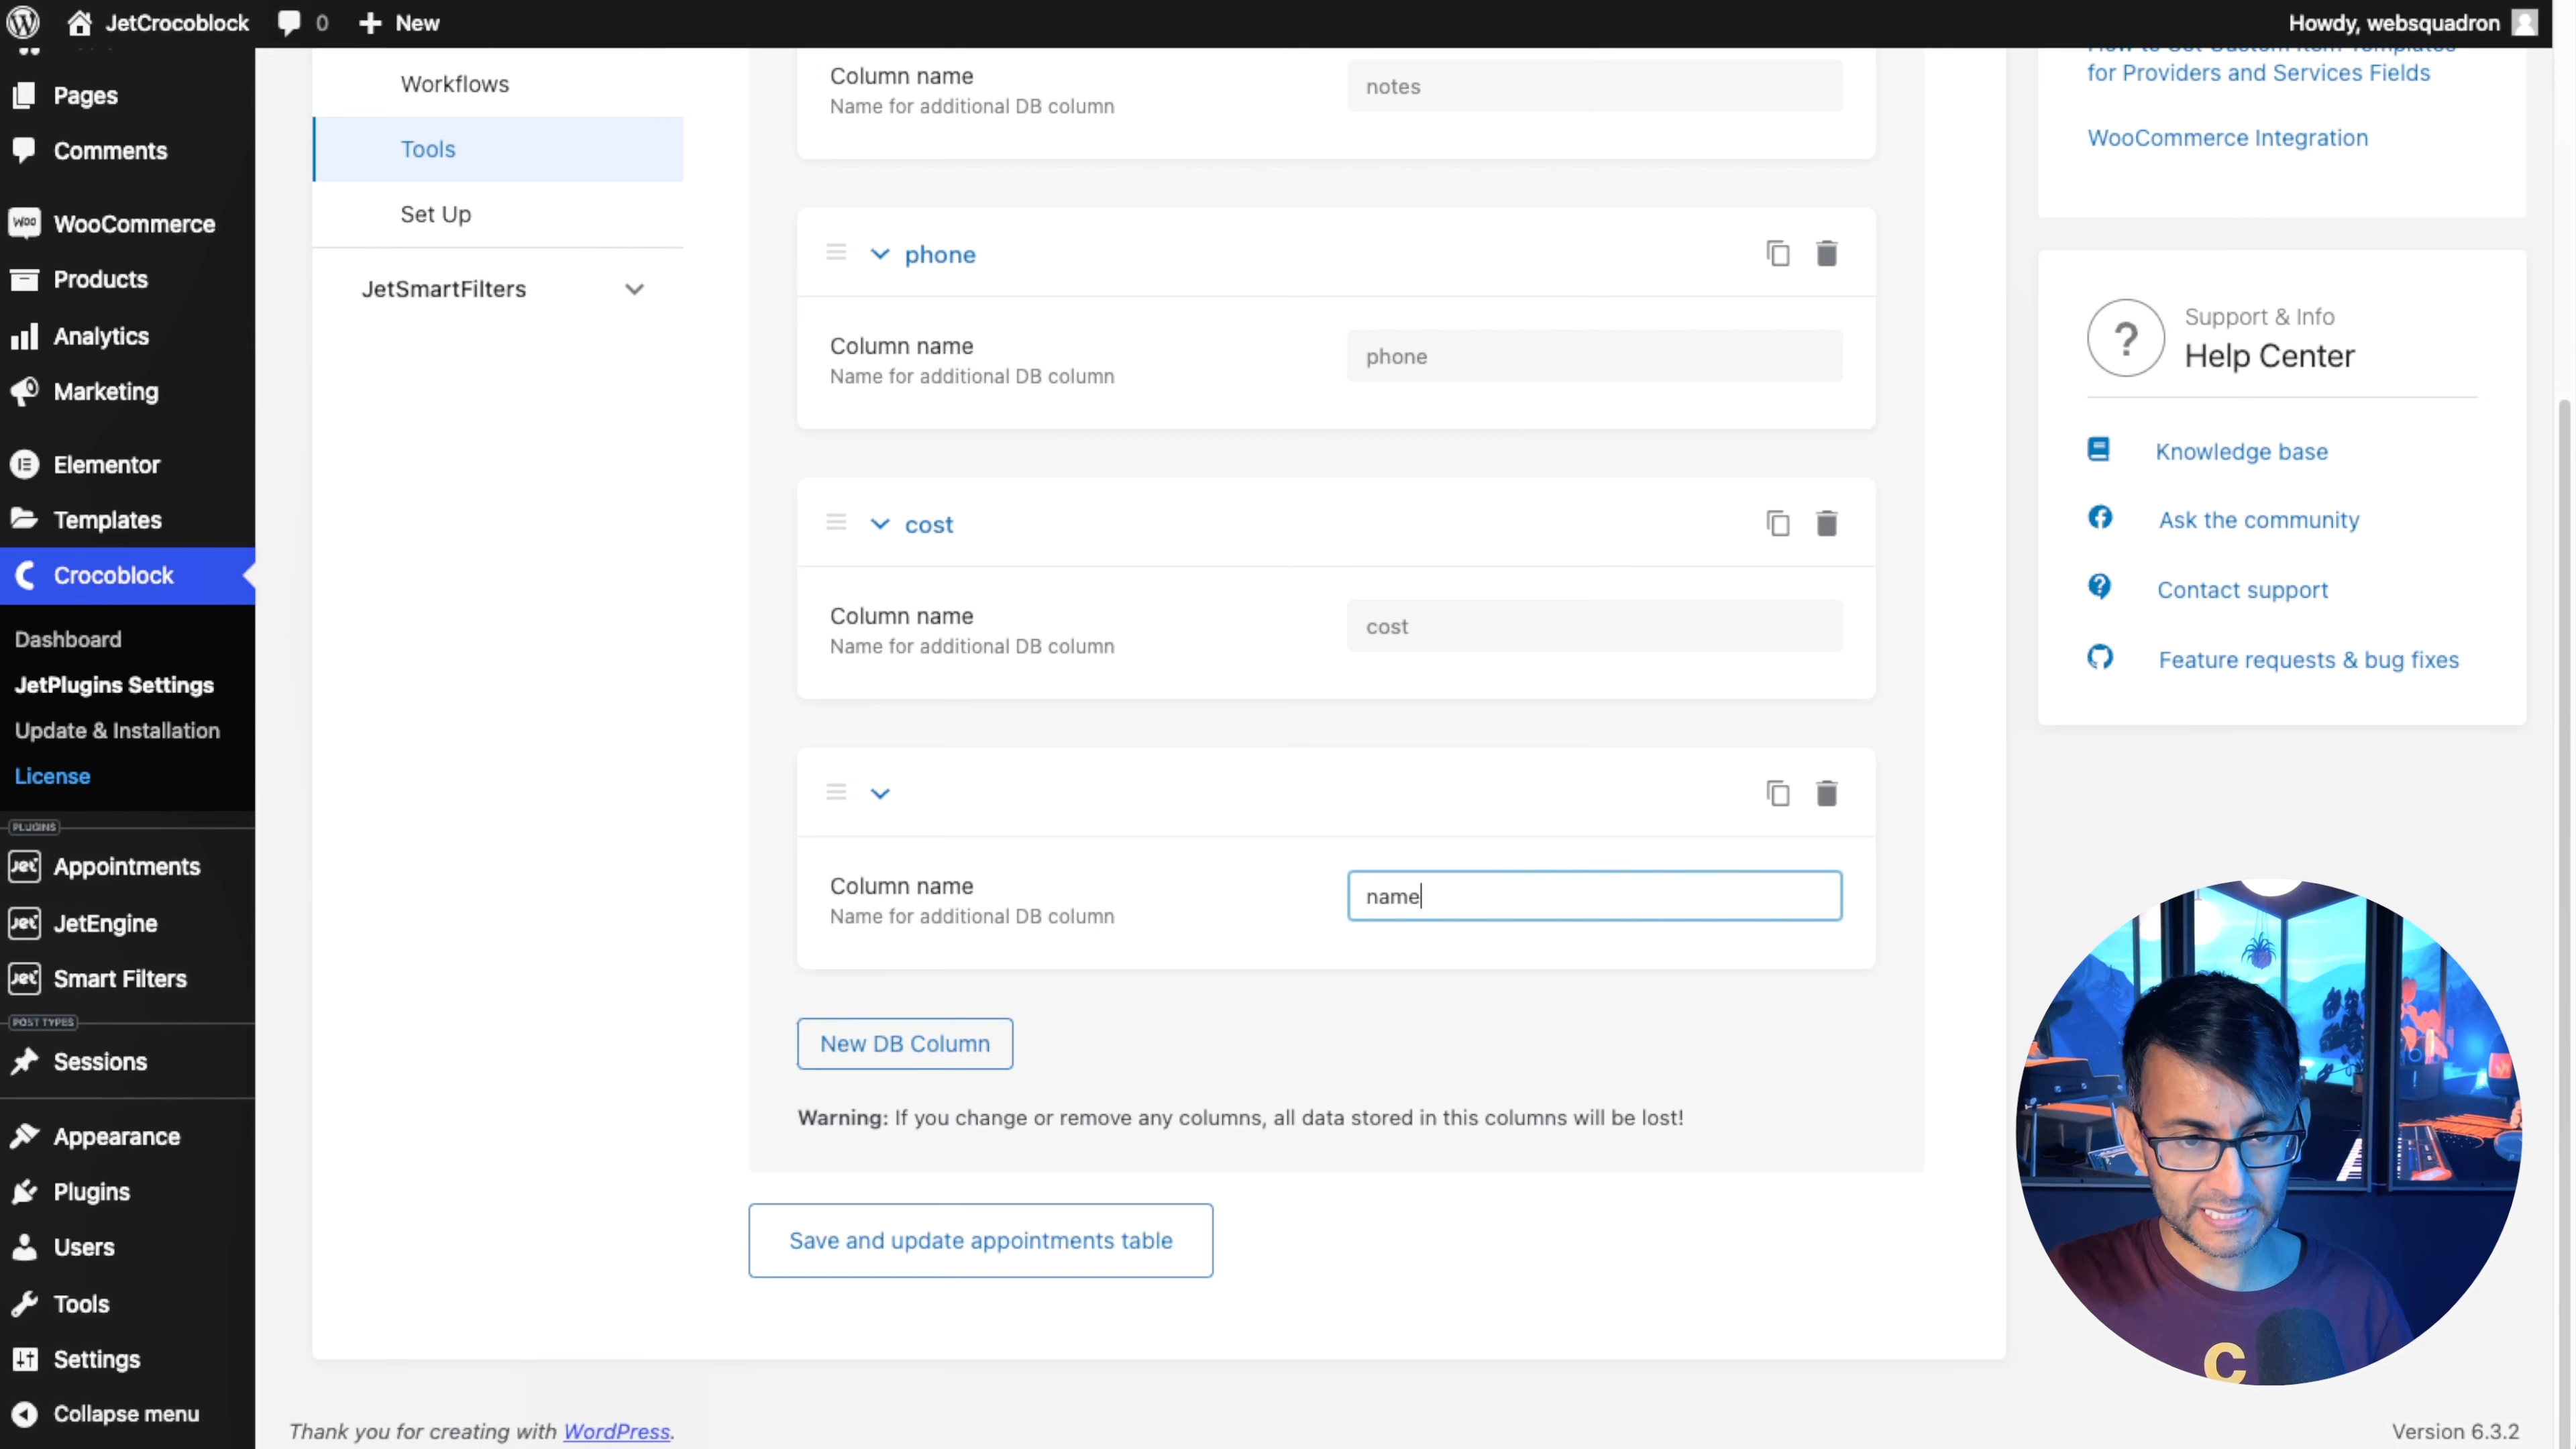 JetCrocoblock
0
New
Howdy, websquadron
Pages
Comments
WooCommerce
Products
Analytics
Marketing
Elementor
Templates
Crocoblock
Dashboard
JetPlugins Settings
Update & Installation
License
PLUGINS
Appointments
JetEngine
Smart Filters
POST TYPES
Sessions
Appearance
Plugins
Users
Tools
Settings
Collapse menu
Workflows
Tools
Set Up
JetSmartFilters
Column name
Name for additional DB column
notes
phone
Column name
Name for additional DB column
phone
cost
Column name
Name for additional DB column
cost
Column name
Name for additional DB column
name
New DB Column
Warning: If you change or remove any columns, all data stored in this columns will be lost!
Save and update appointments table
How to Set Custom Item Templates
for Providers and Services Fields
WooCommerce Integration
Support & Info
Help Center
Knowledge base
Ask the community
Contact support
Feature requests & bug fixes
C
Thank you for creating with WordPress.
Version 6.3.2